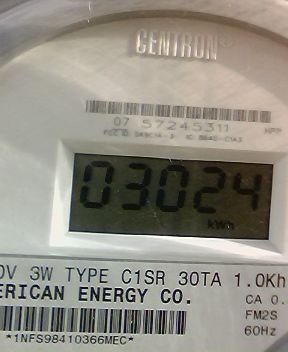 CENTRON®
07 57245311
HPP
03024
kWh
0V 3W TYPE C1SR 30TA 1.0Kh
ERICAN ENERGY CO.
CA 0.
FM2S
60Hz
*1NFS98410366MEC*